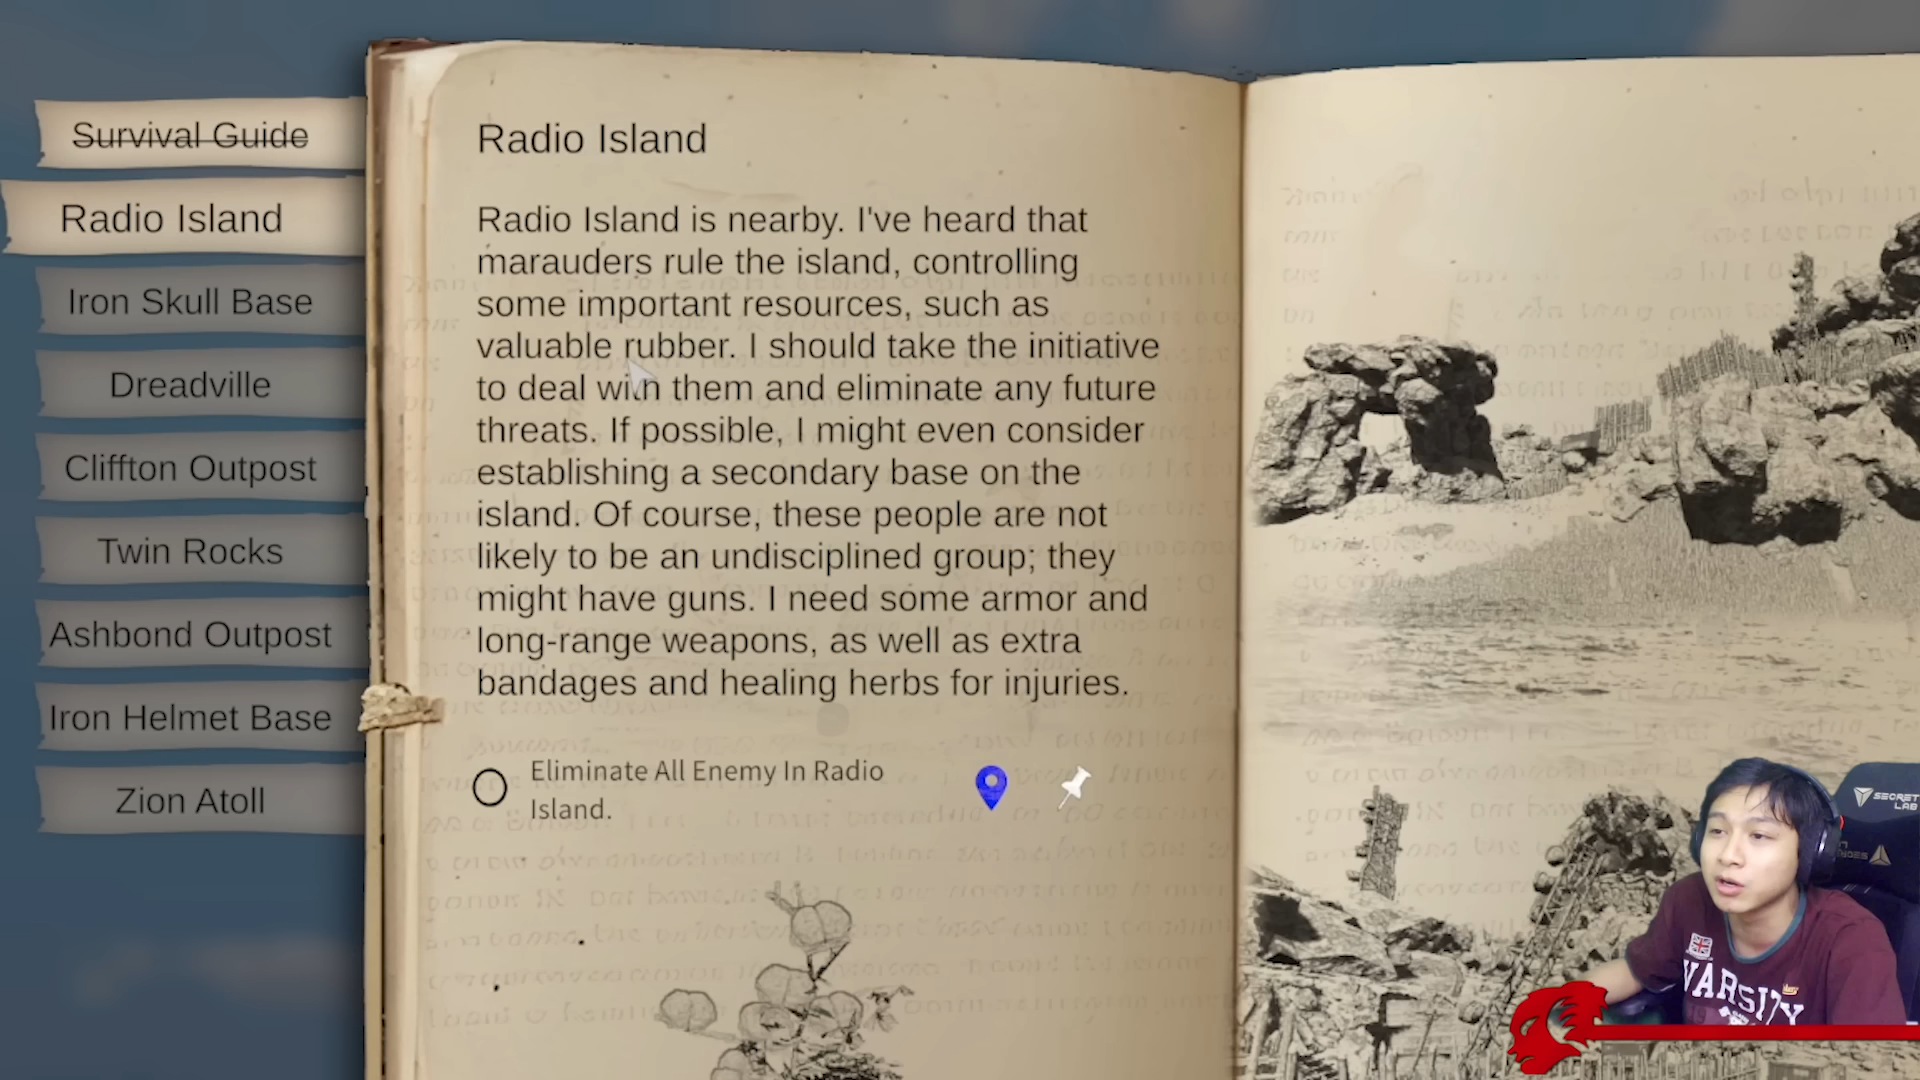 Survival Guide
Radio Island
Iron Skull Base
Dreadville
Cliffton Outpost
Twin Rocks
Ashbond Outpost
Iron Helmet Base
Zion Atoll
Radio Island
Radio Island is nearby. I've heard that
marauders rule the island, controlling
some important resources, such as
valuable rubber. I should take the initiative
to deal with them and eliminate any future
threats. If possible, I might even consider
establishing a secondary base on the
island. Of course, these people are not
likely to be an undisciplined group; they
might have guns. I need some armor and
long-range weapons, as well as extra
bandages and healing herbs for injuries.
Eliminate All Enemy In Radio
Island.
SECRET
LAB
VARSITY